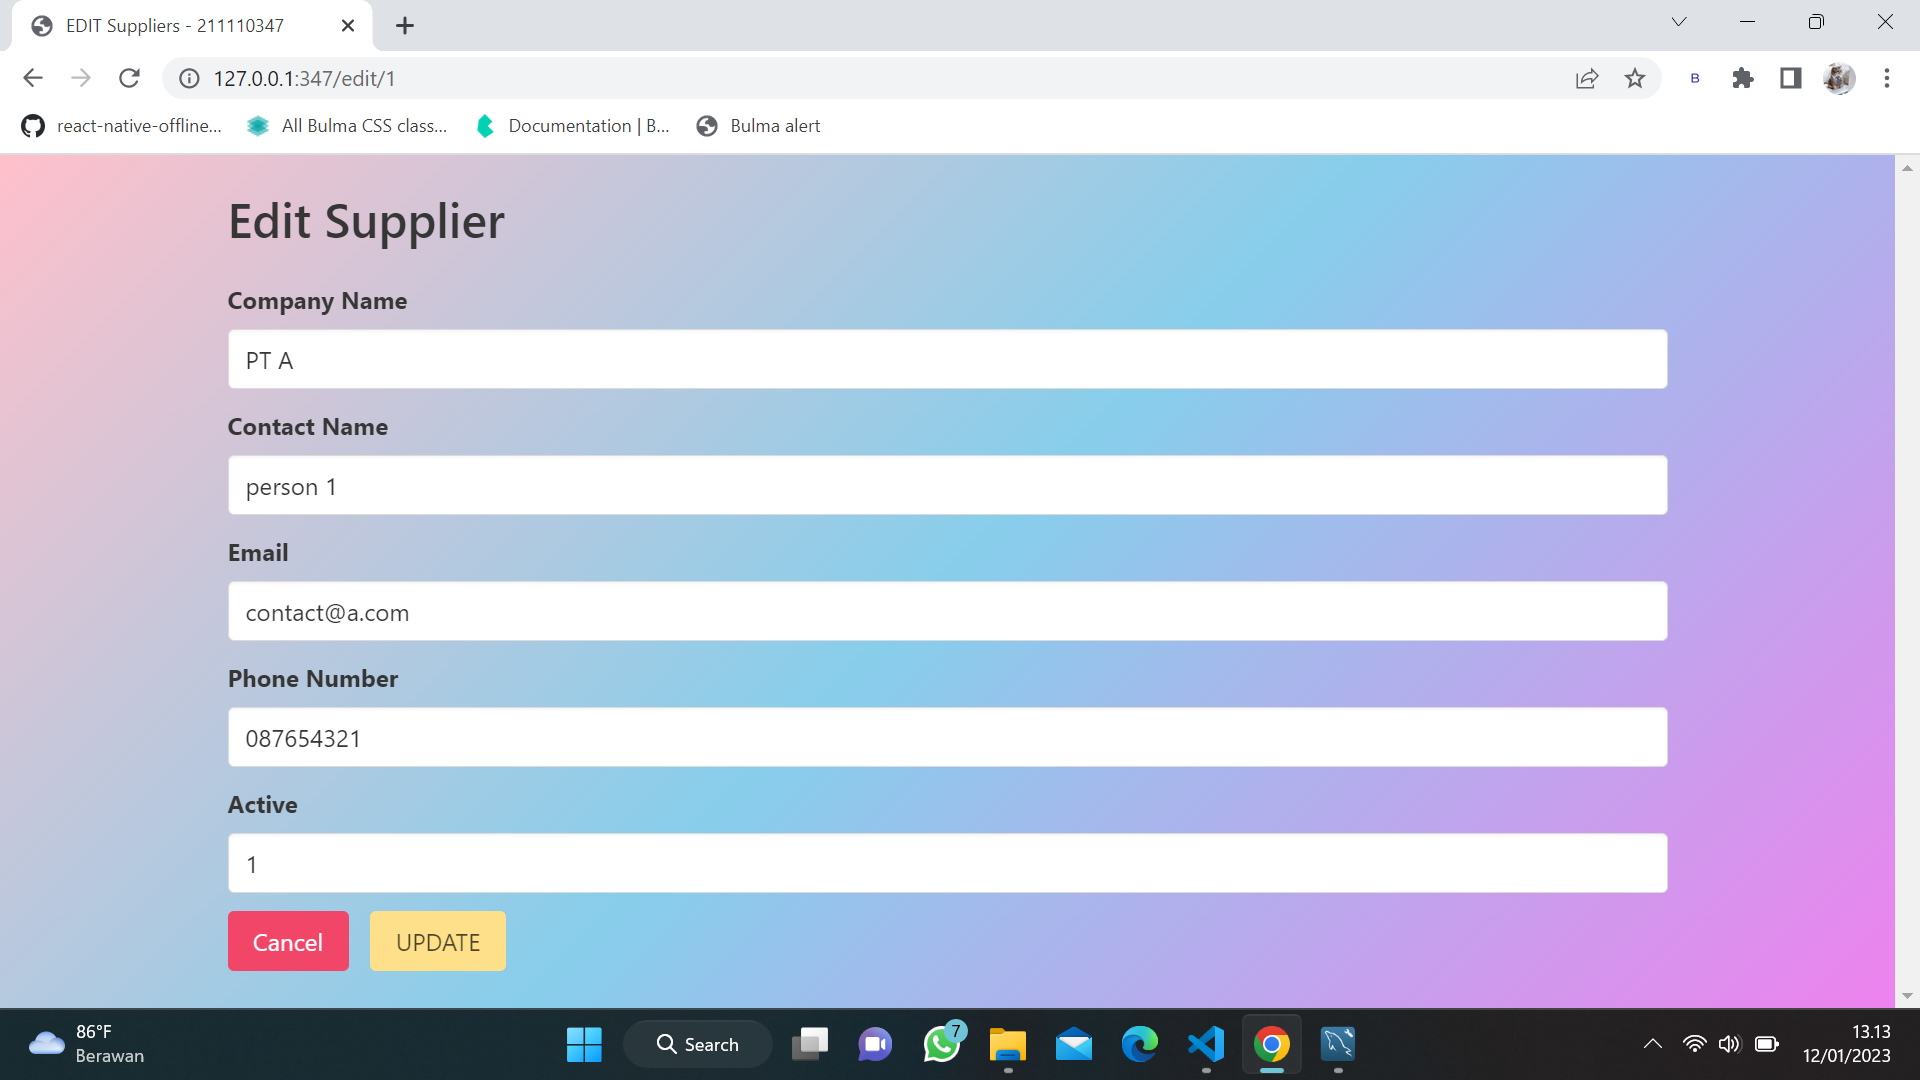 EDIT Suppliers - 211110347
127.0.0.1:347/edit/1
B
react-native-offline...
All Bulma CSS class...
Documentation | B...
Bulma alert
Edit Supplier
Company Name
PT A
Contact Name
person 1
Email
contact@a.com
Phone Number
087654321
Active
1
Cancel UPDATE
86°F
Berawan
Search
7
13.13
12/01/2023